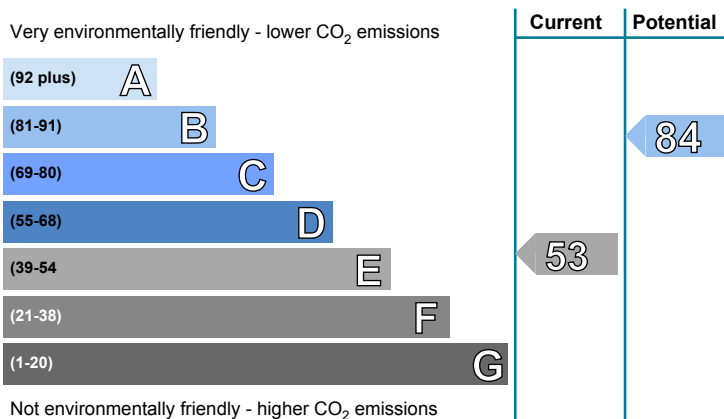 Current Potential
Very environmentally friendly - lower CO2 emissions
(92 plus) A
(81-91) B
84
(69-80) C
(55-68) D
53
(39-54 E
(21-38) F
(1-20) G
Not environmentally friendly - higher CO2 emissions